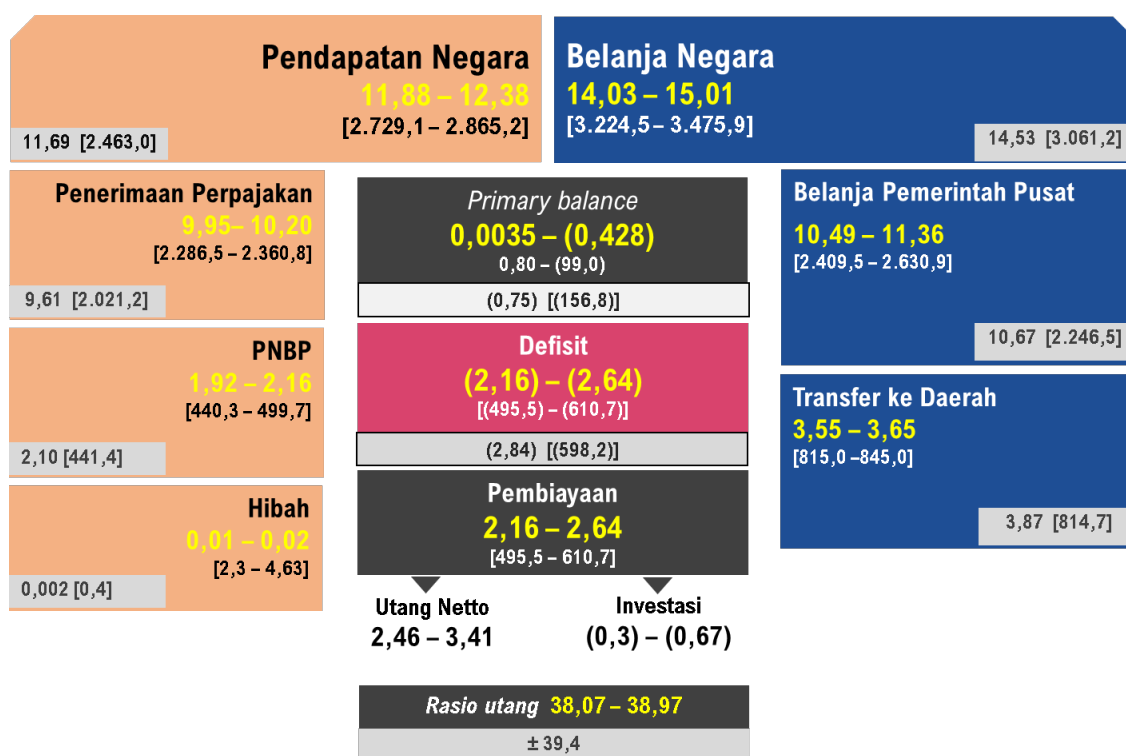 Pendapatan Negara
11,88 – 12,38
[2.729,1 – 2.865,2]
11,69 [2.463,0]
Belanja Negara
14,03 – 15,01
[3.224,5 – 3.475,9]
14,53 [3.061,2]
Penerimaan Perpajakan
9,95– 10,20
[2.286,5 – 2.360,8]
9,61 [2.021,2]
PNBP
1,92 – 2,16
[440,3 – 499,7]
2,10 [441,4]
Hibah
0,01 – 0,02
[2,3 – 4,63]
0,002 [0,4]
Primary balance
0,0035 – (0,428)
0,80 – (99,0)
(0,75) [(156,8)]
Defisit
(2,16) – (2,64)
[(495,5) – (610,7)]
(2,84) [(598,2)]
Pembiayaan
2,16 – 2,64
[495,5 – 610,7]
Utang Netto
2,46 – 3,41
Investasi
(0,3) – (0,67)
Rasio utang 38,07 – 38,97
± 39,4
Belanja Pemerintah Pusat
10,49 – 11,36
[2.409,5 – 2.630,9]
10,67 [2.246,5]
Transfer ke Daerah
3,55 – 3,65
[815,0 –845,0]
3,87 [814,7]